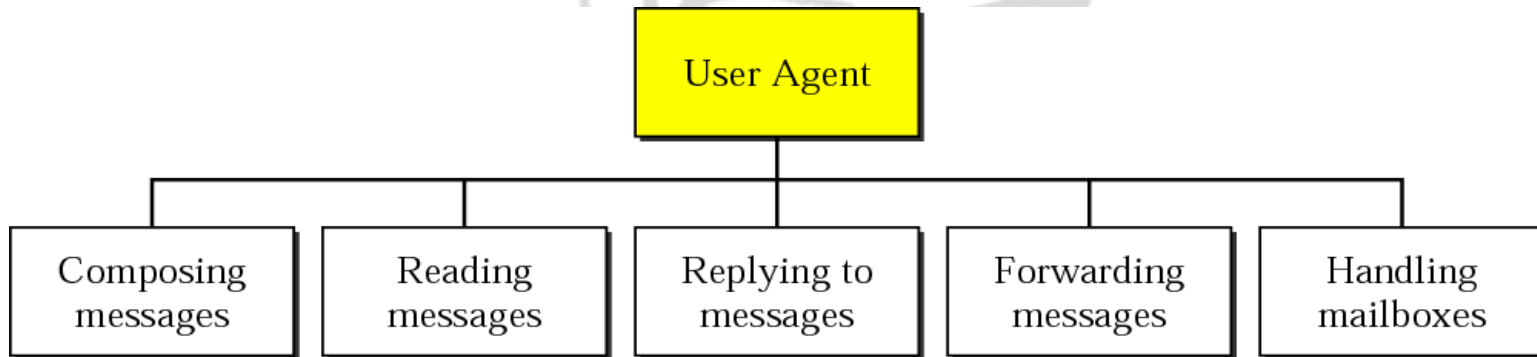 User Agent
Composing
messages
Reading
messages
Replying to
messages
Forwarding
messages
Handling
mailboxes